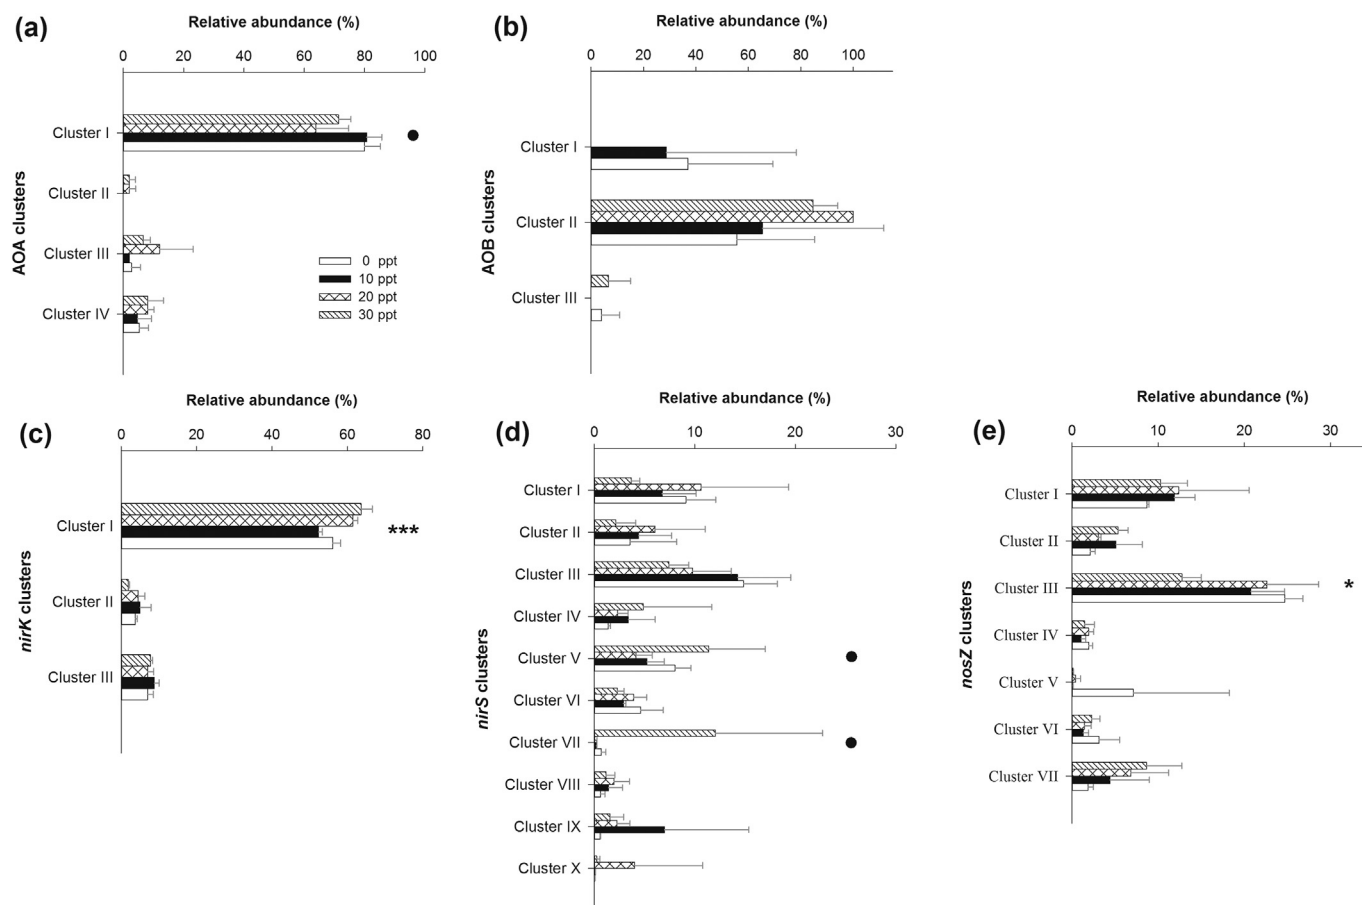 (a)
Relative abundance (%)
0 20 40 60 80 100
AOA clusters
Cluster I
●
Cluster II
Cluster III
Cluster IV
0 ppt
10 ppt
20 ppt
30 ppt
(b)
Relative abundance (%)
0 20 40 60 80 100
AOB clusters
Cluster I
Cluster II
Cluster III
(c)
Relative abundance (%)
0 20 40 60 80
nirK clusters
Cluster I
***
Cluster II
Cluster III
(d)
Relative abundance (%)
0 10 20 30
nirS clusters
Cluster I
Cluster II
Cluster III
Cluster IV
Cluster V
●
Cluster VI
Cluster VII
●
Cluster VIII
Cluster IX
Cluster X
(e)
Relative abundance (%)
0 10 20 30
nosZ clusters
Cluster I
Cluster II
Cluster III
*
Cluster IV
Cluster V
Cluster VI
Cluster VII